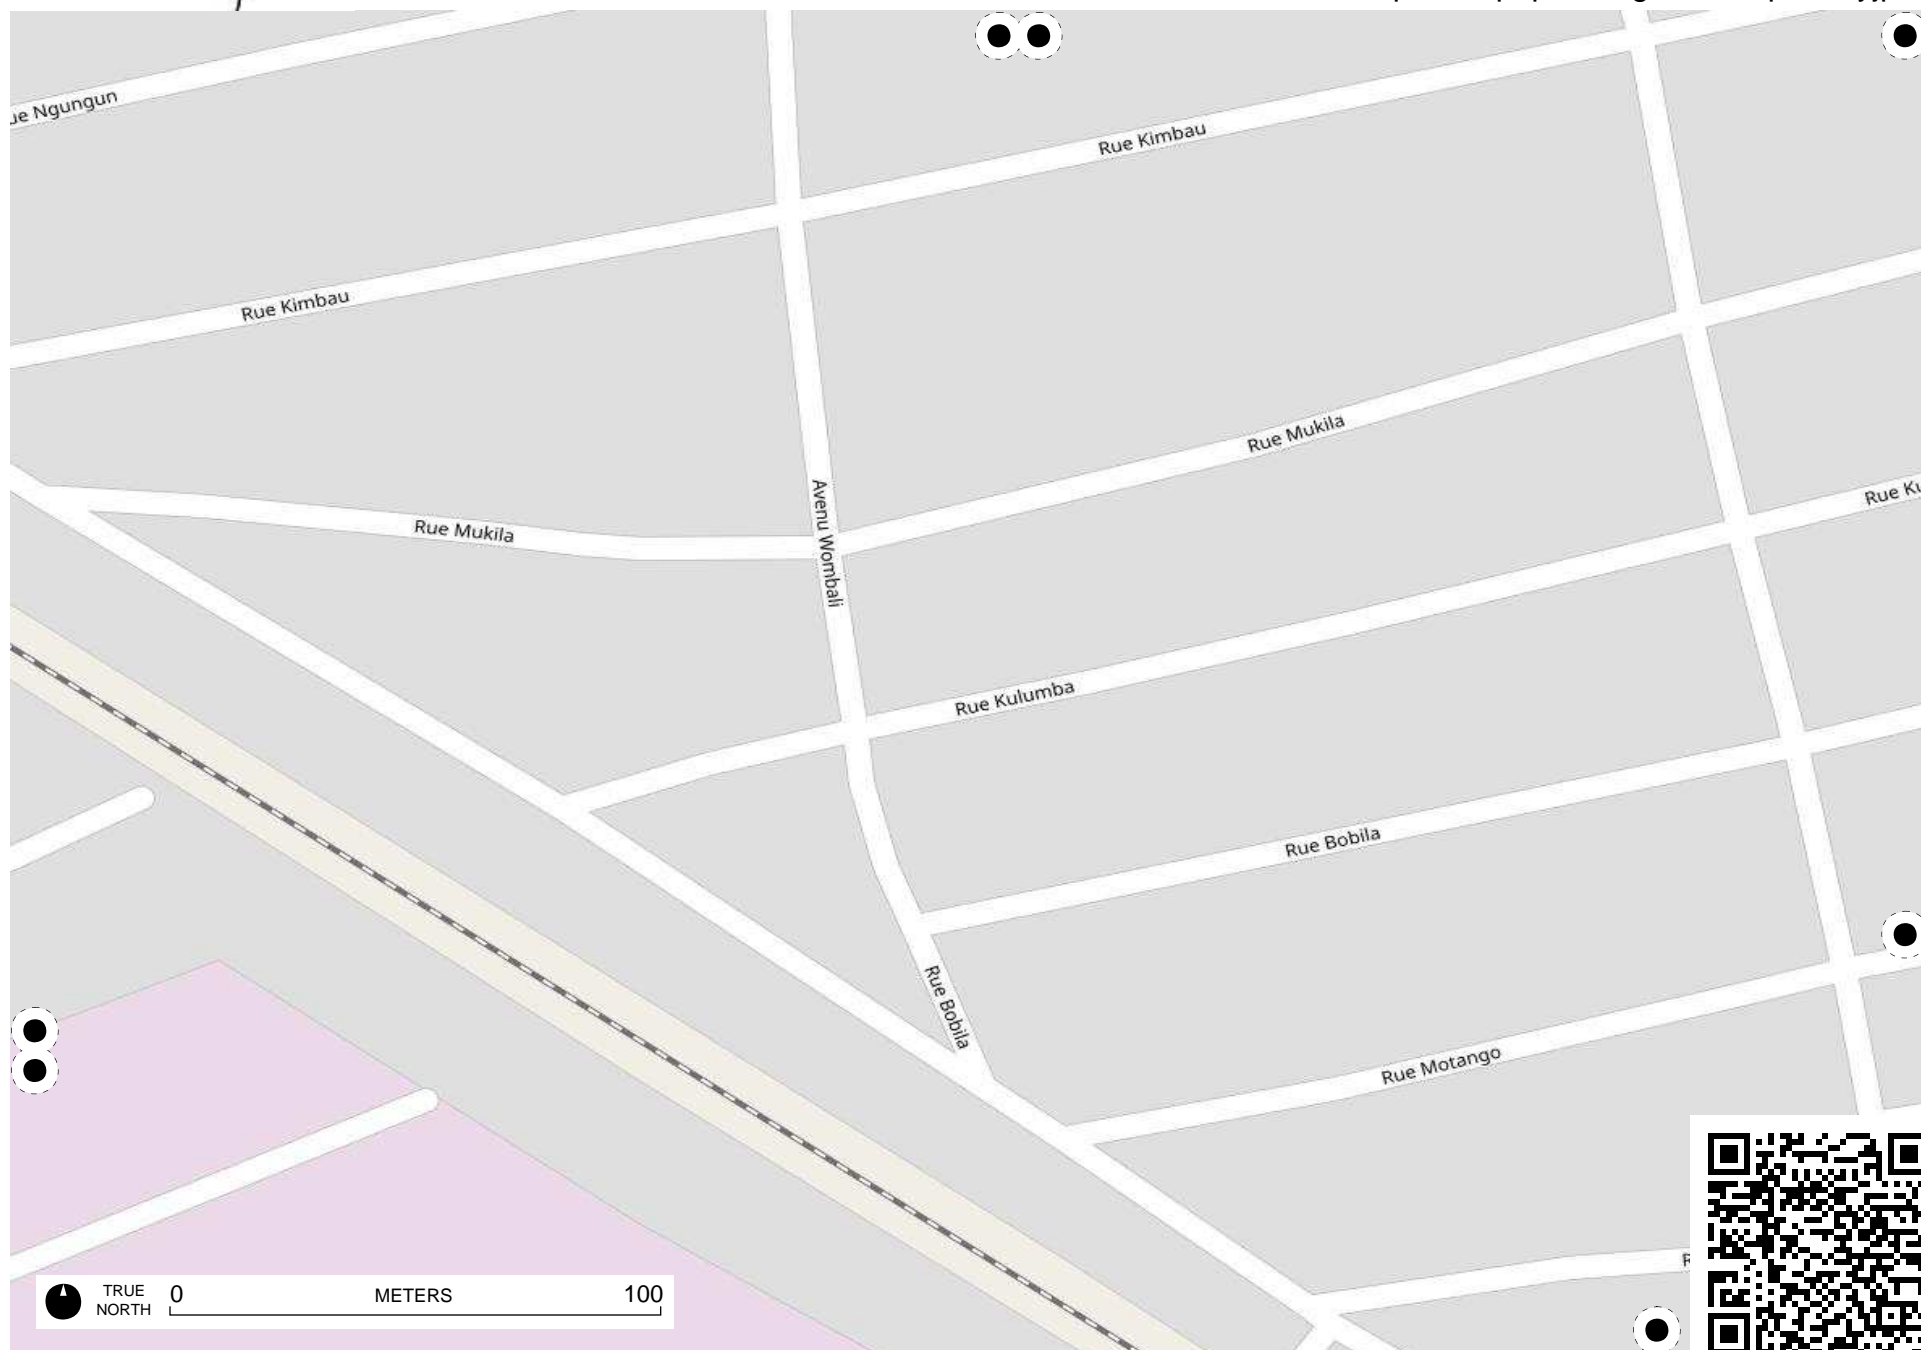 Ngungun
Rue Kimbau
Rue Kimbau
Rue Mukila
Rue Mukila
Avenu Wombali
Rue
Rue Kulumba
Rue Bobila
Rue Bobila
Rue Motango
TRUE
NORTH
0 METERS 100